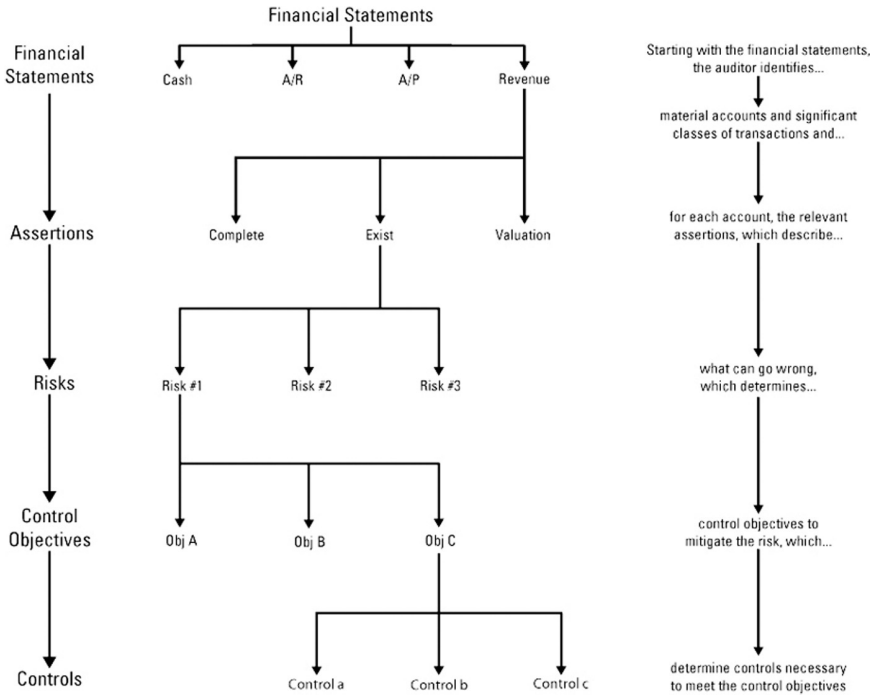 Financial Statements
Financial
Statements
Cash
A/R
A/P
Revenue
Starting with the financial statements,
the auditor identifies...
material accounts and significant
classes of transactions and...
Assertions
Complete
Exist
Valuation
for each account, the relevant
assertions, which describe...
Risks
Risk #1
Risk #2
Risk #3
what can go wrong,
which determines...
Control
Objectives
Obj A
Obj B
Obj C
control objectives to
mitigate the risk, which...
Controls
Control a
Control b
Control c
determine controls necessary
to meet the control objectives